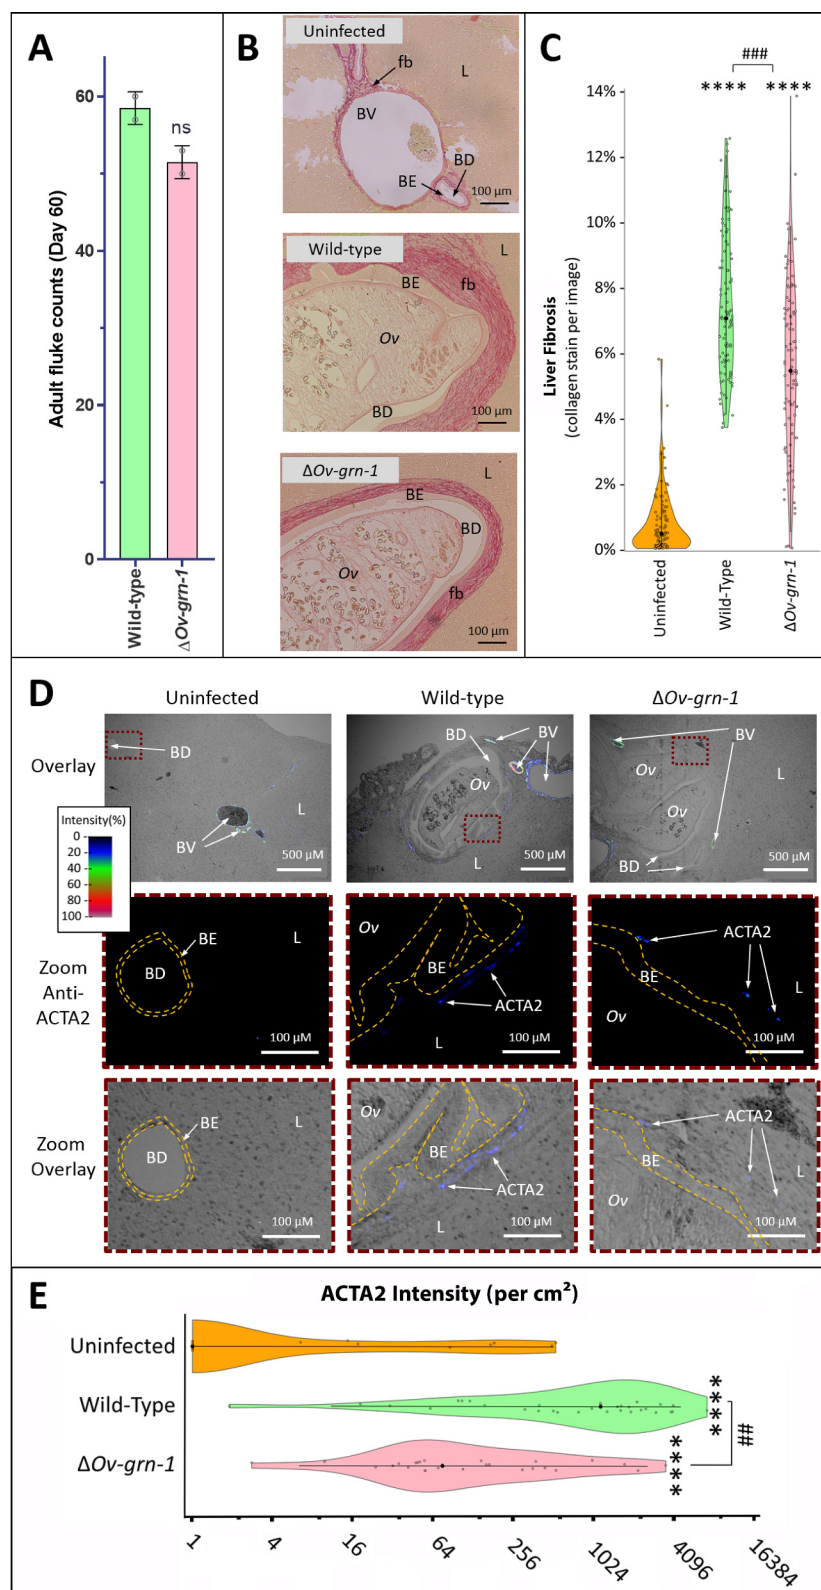 A
Adult fluke counts (Day 60)
60
40
20
0
ns
Wild-type
ΔOv-grn-1
B
Uninfected
fb
L
BV
BD
BE
100 µm
Wild-type
L
BE
fb
Ov
BD
100 µm
ΔOv-grn-1
L
BE
BD
Ov
fb
100 µm
C
###
**** ****
Liver Fibrosis
(collagen stain per image)
14%
12%
10%
8%
6%
4%
2%
0%
Uninfected
Wild-Type
ΔOv-grn-1
D
Uninfected
Wild-type
ΔOv-grn-1
Overlay
BD
L
BV
500 µM
BD
BV
Ov
L
500 µM
Ov
BV
Ov
L
BD
500 µM
Intensity(%)
0
20
40
60
80
100
Zoom
Anti-
ACTA2
BE
L
BD
100 µM
Ov
BE
ACTA2
L
100 µM
ACTA2
BE
L
Ov
100 µM
Zoom
Overlay
BE
L
BD
100 µM
Ov
BE
ACTA2
L
100 µM
ACTA2
BE
L
Ov
100 µM
E
ACTA2 Intensity (per cm²)
Uninfected
Wild-Type
****
##
ΔOv-grn-1
****
1
4
16
64
256
1024
4096
16384